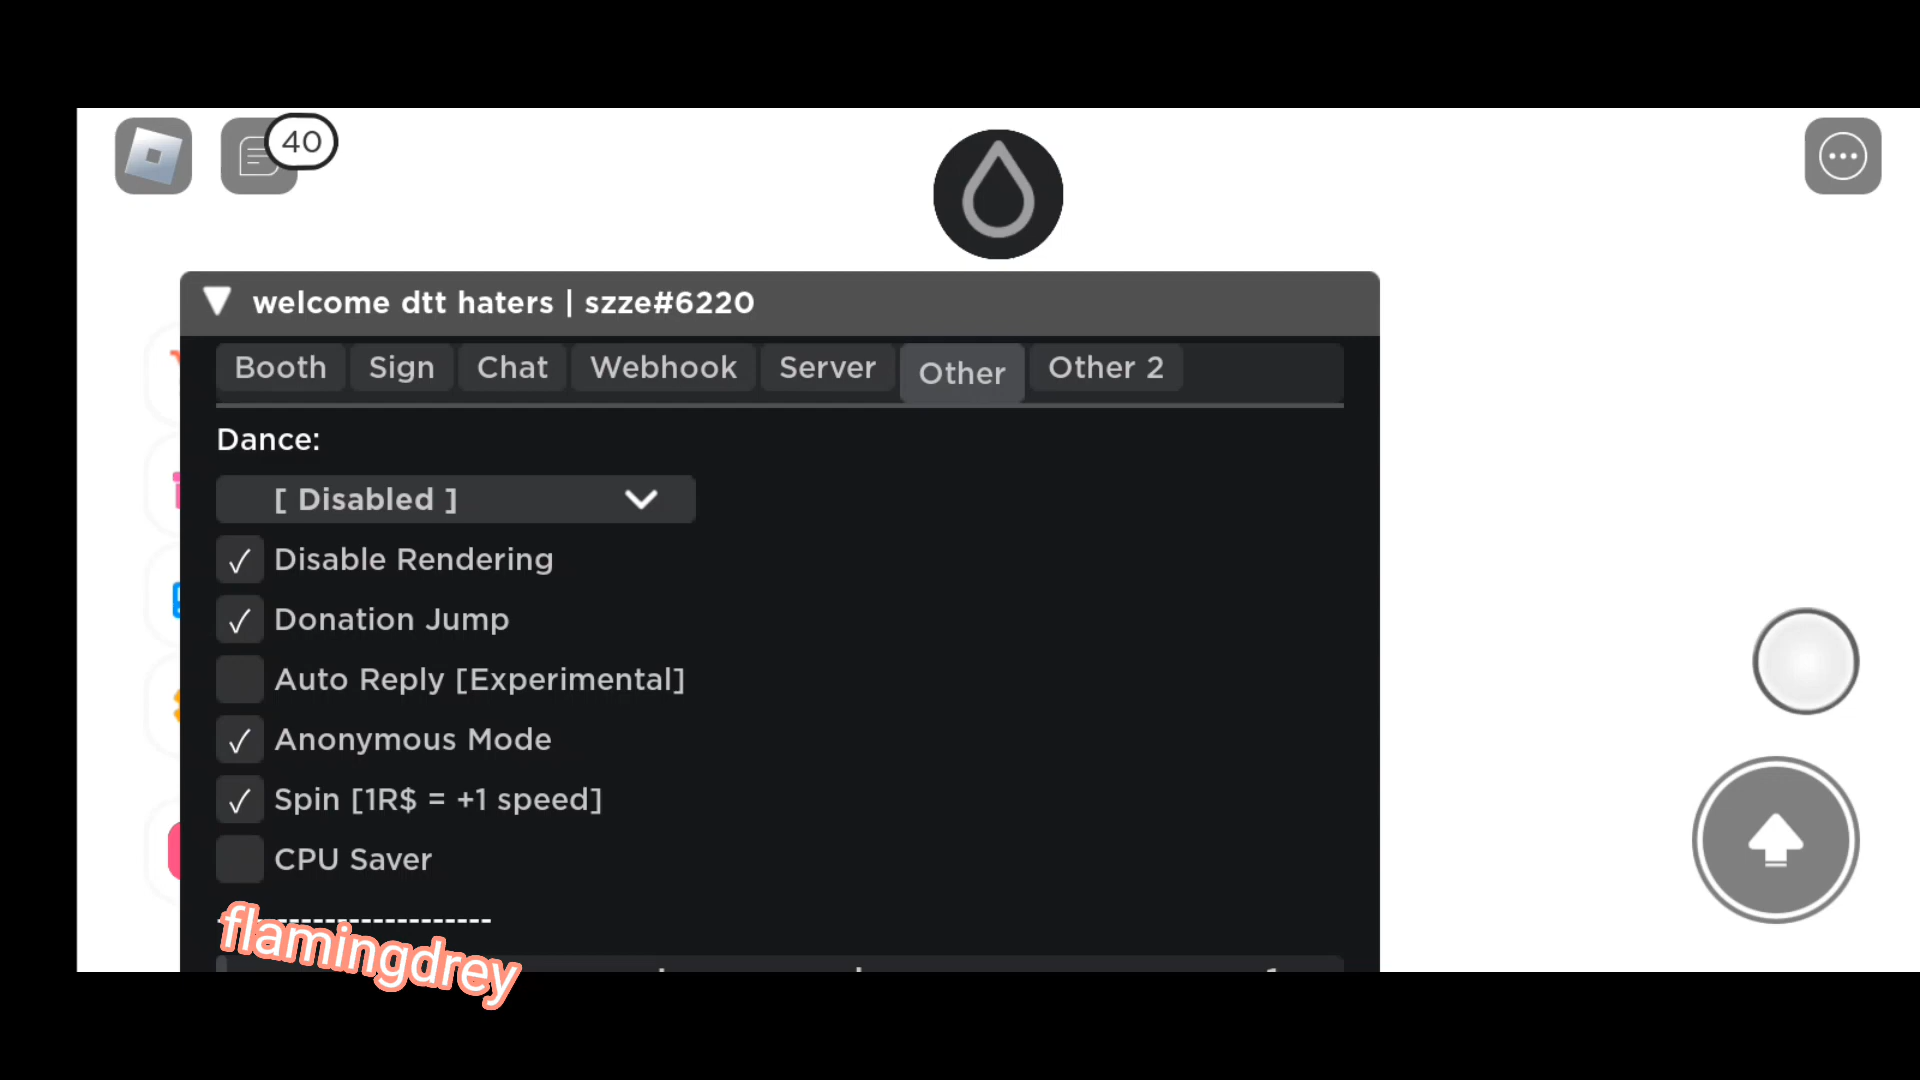 40
welcome dtt haters | szze#6220
Booth Sign Chat Webhook Server Other Other 2
Dance:
[ Disabled ]
Disable Rendering
Donation Jump
Auto Reply [Experimental]
Anonymous Mode
Spin [1R$ = +1 speed]
CPU Saver
----------------------
flamingdrey